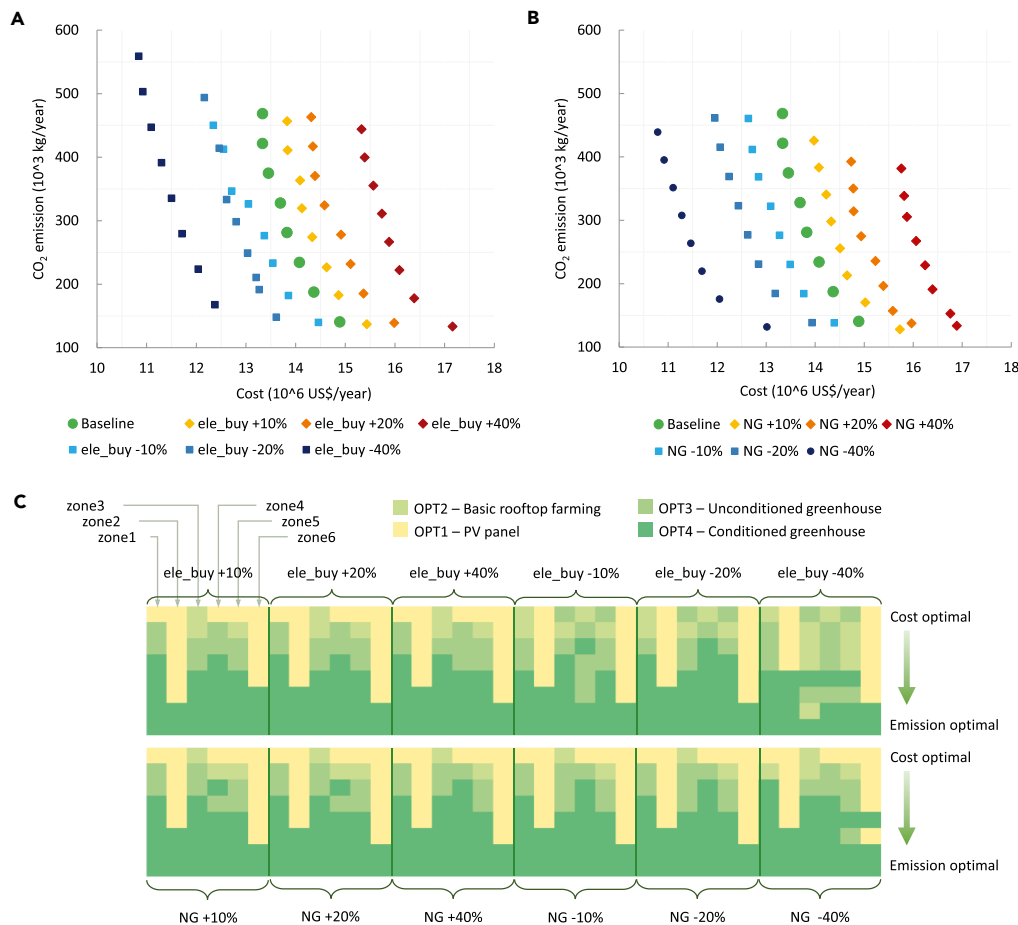 A
B
600
500
400
300
200
100
CO2 emission (10^3 kg/year)
10 11 12 13 14 15 16 17 18
Cost (10^6 US$/year)
Baseline ele_buy +10% ele_buy +20% ele_buy +40%
ele_buy -10% ele_buy -20% ele_buy -40%
600
500
400
300
200
100
CO2 emission (10^3 kg/year)
10 11 12 13 14 15 16 17 18
Cost (10^6 US$/year)
Baseline NG +10% NG +20% NG +40%
NG -10% NG -20% NG -40%
C
zone3 zone4
zone2 zone5
zone1 zone6
OPT2 – Basic rooftop farming OPT3 – Unconditioned greenhouse
OPT1 – PV panel OPT4 – Conditioned greenhouse
ele_buy +10% ele_buy +20% ele_buy +40% ele_buy -10% ele_buy -20% ele_buy -40%
Cost optimal
Emission optimal
Cost optimal
Emission optimal
NG +10% NG +20% NG +40% NG -10% NG -20% NG -40%